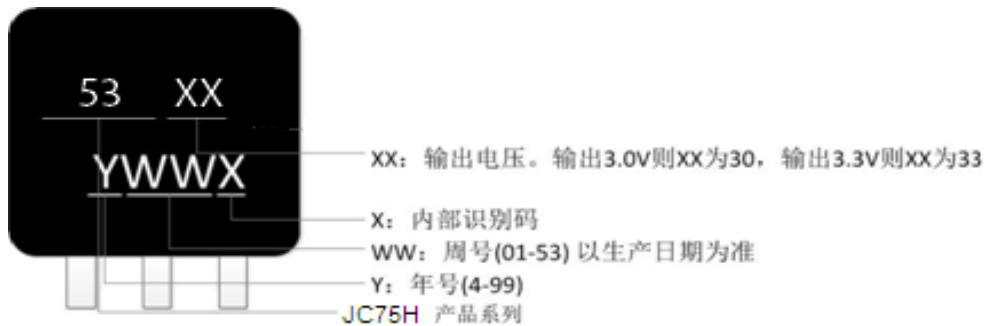 53 XX
YWWX
XX：输出电压。输出3.0V则XX为30，输出3.3V则XX为33
X：内部识别码
WW：周号(01-53) 以生产日期为准
Y：年号(4-99)
JC75H 产品系列